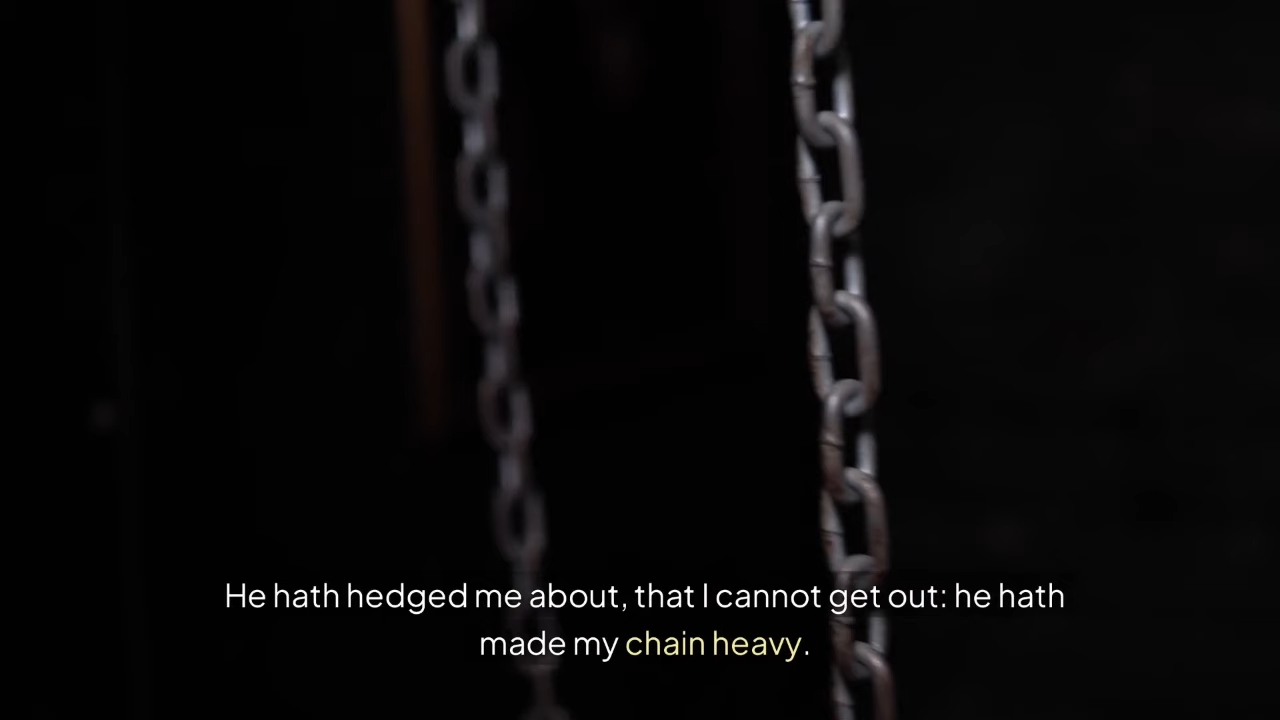 He hath hedged me about, that I cannot get out: he hath
made my chain heavy.